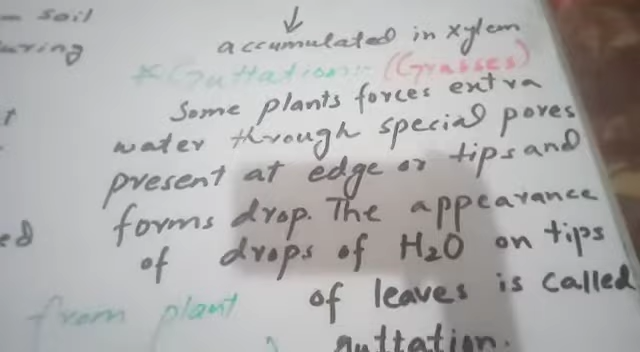 soil
uring
accumulated in xylem
* Guttation:- (Grasses)
Some plants forces extra
water through special pores
present at edge or tips and
forms drop. The appearance
of drops of H2O on tips
of leaves is called
guttation.
from plant